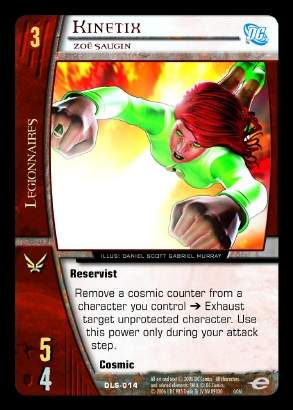 3
KINETIX
ZOË SAUGIN
DC
LEGIONNAIRES
ILLUS: DANIEL SCOTT GABRIEL MURRAY
Reservist
Remove a cosmic counter from a
character you control → Exhaust
target unprotected character. Use
this power only during your attack
step.
Cosmic
5
4
DLS-014